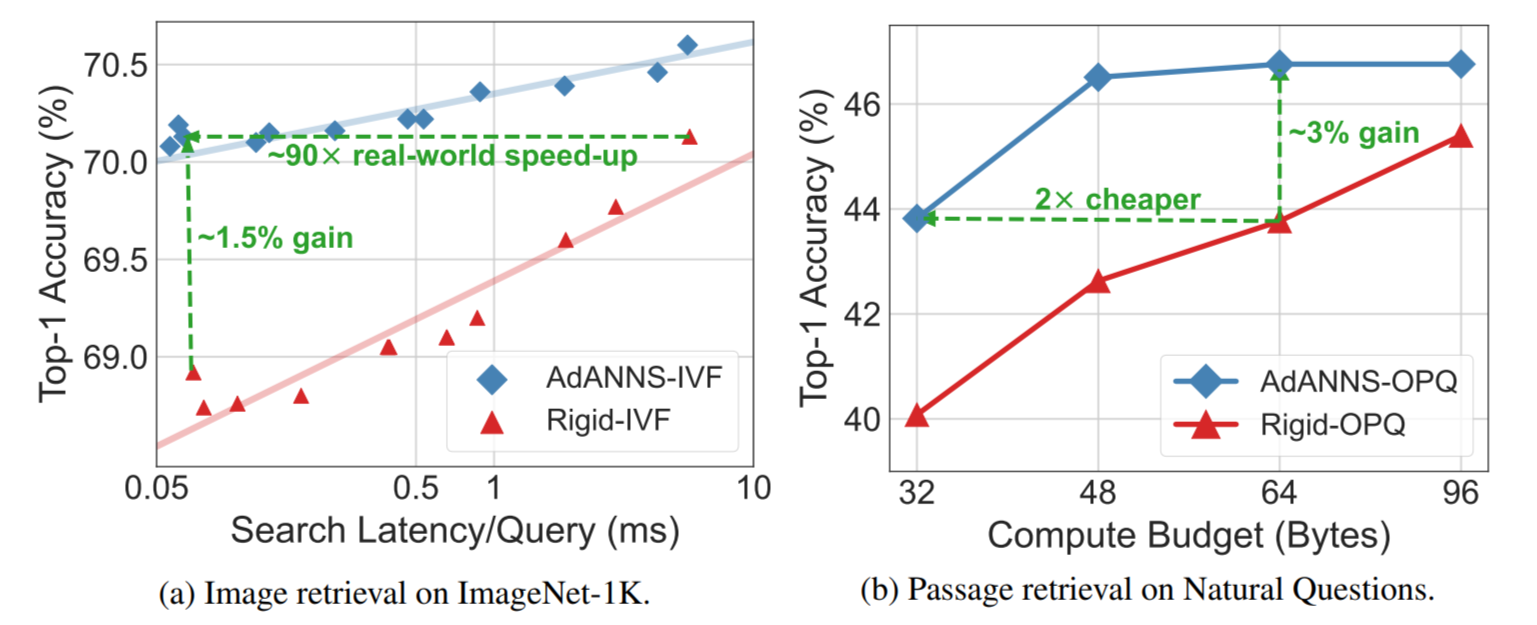 Top-1 Accuracy (%)
70.5
70.0
69.5
69.0
~90× real-world speed-up
~1.5% gain
AdANNS-IVF
Rigid-IVF
0.05
0.5
1
10
Search Latency/Query (ms)
(a) Image retrieval on ImageNet-1K.
Top-1 Accuracy (%)
46
44
42
40
~3% gain
2× cheaper
AdANNS-OPQ
Rigid-OPQ
32
48
64
96
Compute Budget (Bytes)
(b) Passage retrieval on Natural Questions.